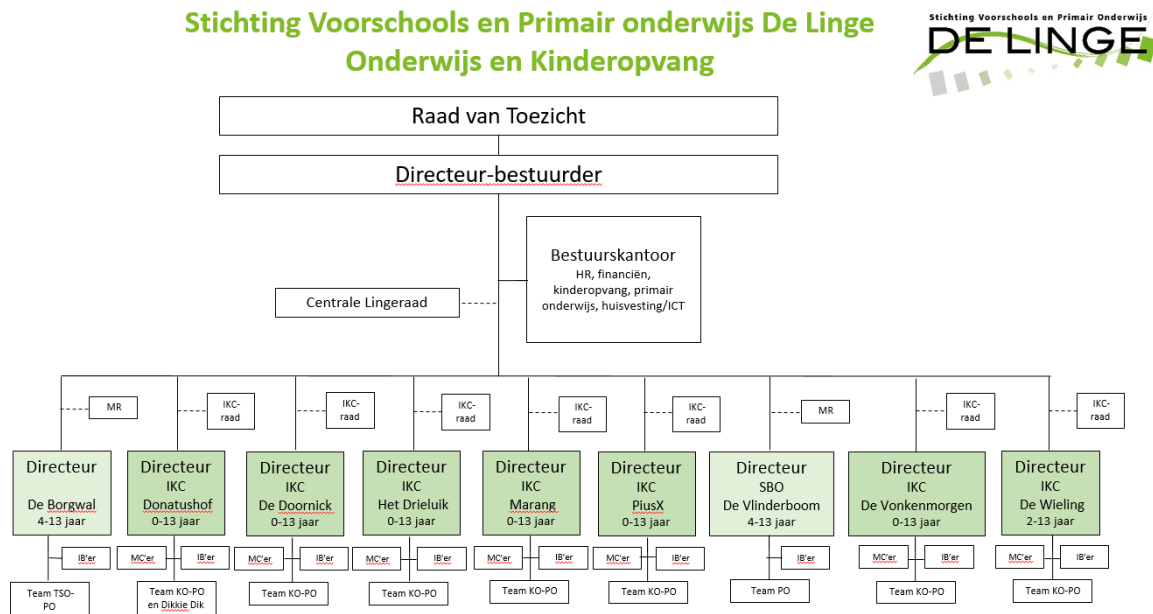 Stichting Voorschools en Primair onderwijs De Linge
Onderwijs en Kinderopvang
Stichting Voorschools en Primair Onderwijs
DE LINGE
Raad van Toezicht
Directeur-bestuurder
Bestuurskantoor
HR, financiën,
kinderopvang, primair
onderwijs, huisvesting/ICT
Centrale Lingeraad
MR
IKC-
raad
IKC-
raad
IKC-
raad
IKC-
raad
IKC-
raad
MR
IKC-
raad
IKC-
raad
Directeur
De Borgwal
4-13 jaar
Directeur
IKC
Donatushof
0-13 jaar
Directeur
IKC
De Doornick
0-13 jaar
Directeur
IKC
Het Drieluik
0-13 jaar
Directeur
IKC
Marang
0-13 jaar
Directeur
IKC
PiusX
0-13 jaar
Directeur
SBO
De Vlinderboom
4-13 jaar
Directeur
IKC
De Vonkenmorgen
0-13 jaar
Directeur
IKC
De Wieling
2-13 jaar
IB'er
MC'er
IB'er
MC'er
IB'er
MC'er
IB'er
MC'er
IB'er
MC'er
IB'er
IB'er
MC'er
IB'er
MC'er
IB'er
Team TSO-
PO
Team KO-PO
en Dikkie Dik
Team KO-PO
Team KO-PO
Team KO-PO
Team KO-PO
Team PO
Team KO-PO
Team KO-PO